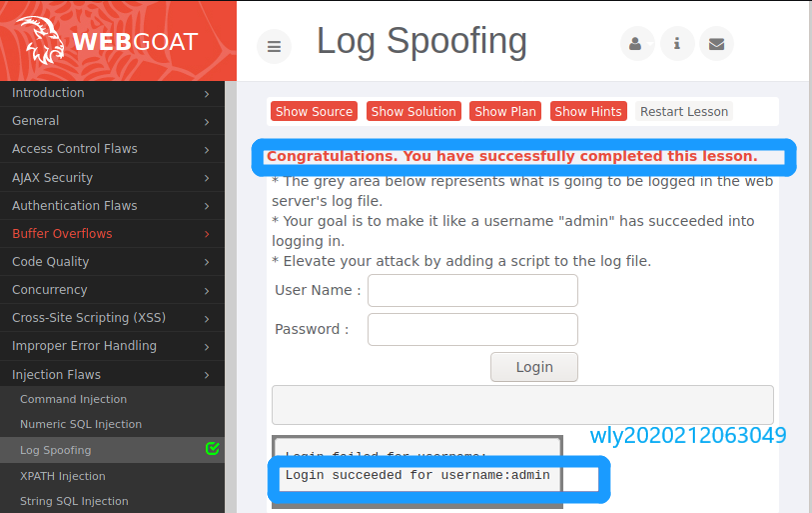 WEBGOAT
Log Spoofing
Introduction
General
Access Control Flaws
AJAX Security
Authentication Flaws
Buffer Overflows
Code Quality
Concurrency
Cross-Site Scripting (XSS)
Improper Error Handling
Injection Flaws
Command Injection
Numeric SQL Injection
Log Spoofing
XPATH Injection
String SQL Injection
Show Source Show Solution Show Plan Show Hints Restart Lesson
Congratulations. You have successfully completed this lesson.
* The grey area below represents what is going to be logged in the web
server's log file.
* Your goal is to make it like a username "admin" has succeeded into
logging in.
* Elevate your attack by adding a script to the log file.
User Name :
Password :
Login
wly2020212063049
Login failed for username:
Login succeeded for username:admin